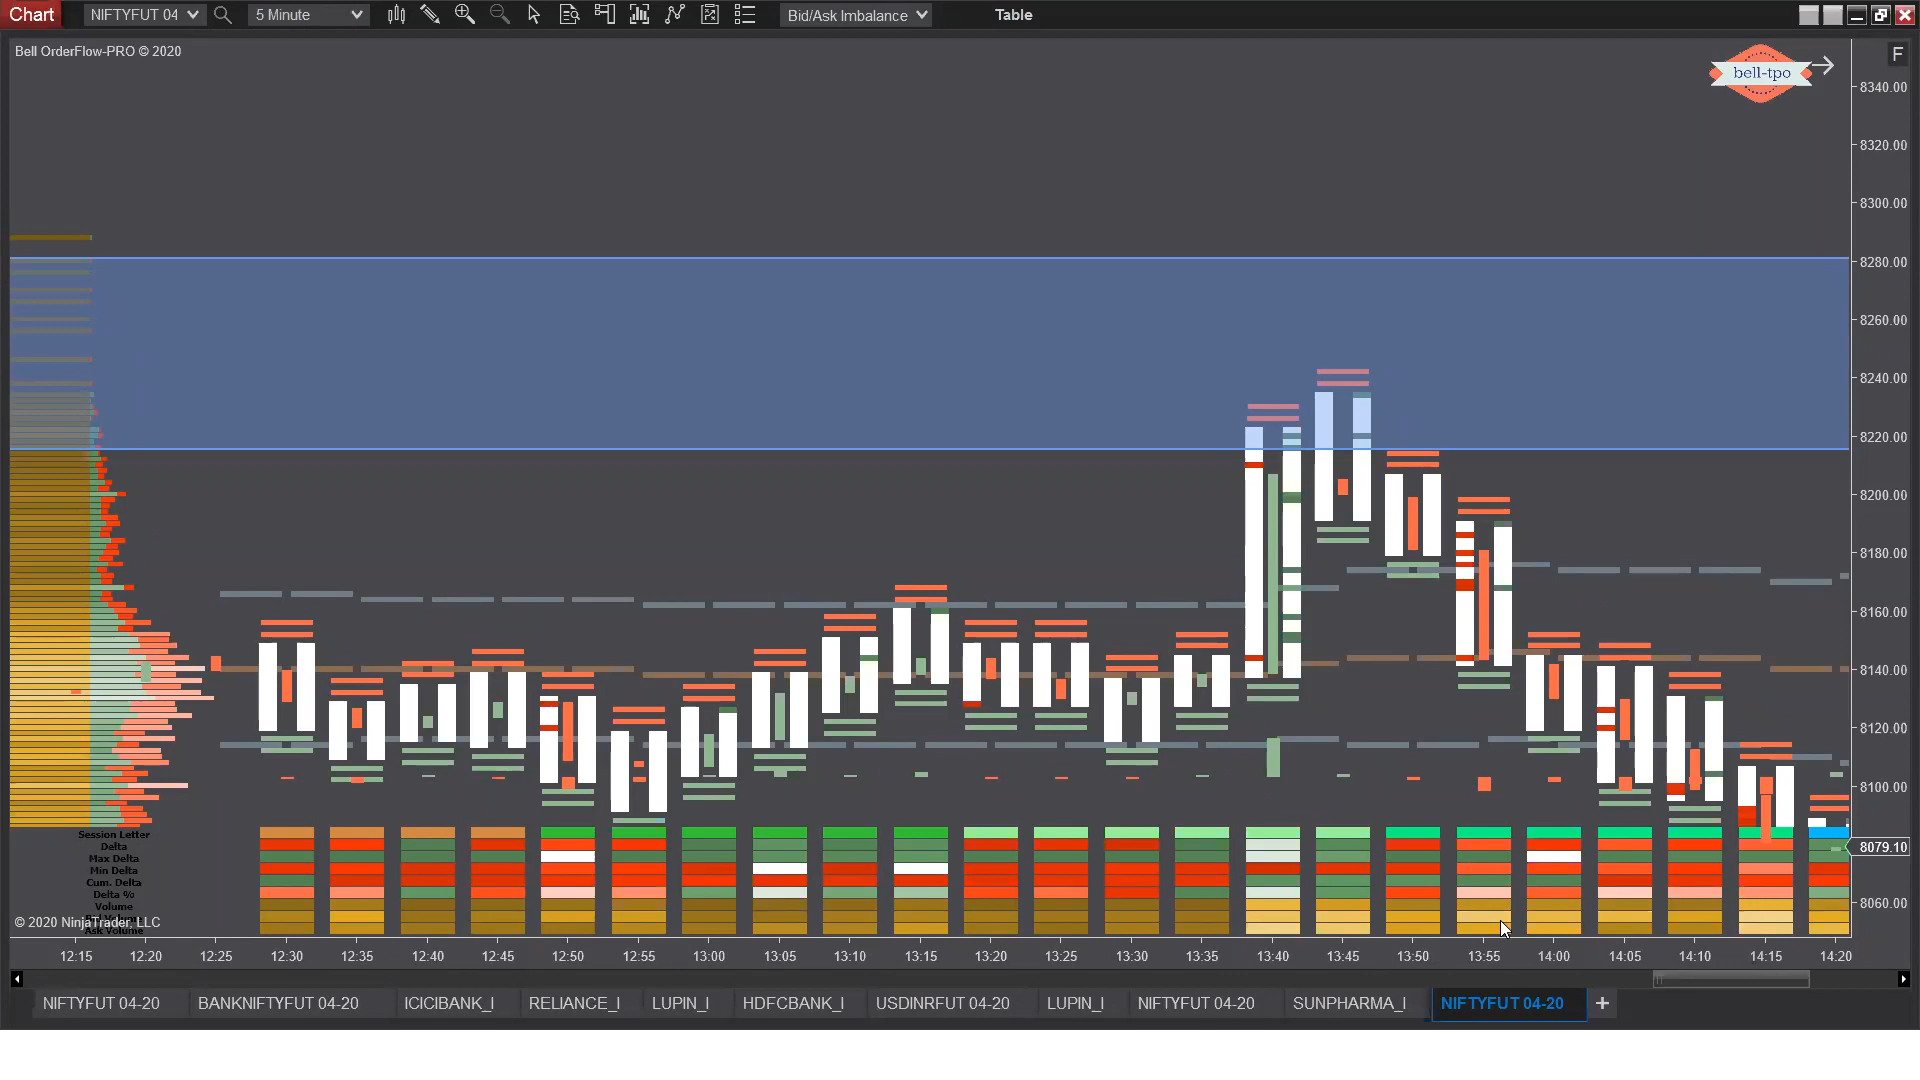 Chart NIFTYFUT 04 5 Minute Bid/Ask Imbalance Table
Bell OrderFlow-PRO © 2020
bell-tpo
F
8340.00
8320.00
8300.00
8280.00
8260.00
8240.00
8220.00
8200.00
8180.00
8160.00
8140.00
8120.00
8100.00
8079.10
8060.00
Session Letter
Delta
Max Delta
Min Delta
Cum. Delta
Delta %
Volume
© 2020 NinjaTrader, LLC
Ask Volume
12:15 12:20 12:25 12:30 12:35 12:40 12:45 12:50 12:55 13:00 13:05 13:10 13:15 13:20 13:25 13:30 13:35 13:40 13:45 13:50 13:55 14:00 14:05 14:10 14:15 14:20
NIFTYFUT 04-20 BANKNIFTYFUT 04-20 ICICIBANK_I RELIANCE_I LUPIN_I HDFCBANK_I USDINRFUT 04-20 LUPIN_I NIFTYFUT 04-20 SUNPHARMA_I NIFTYFUT 04-20 +